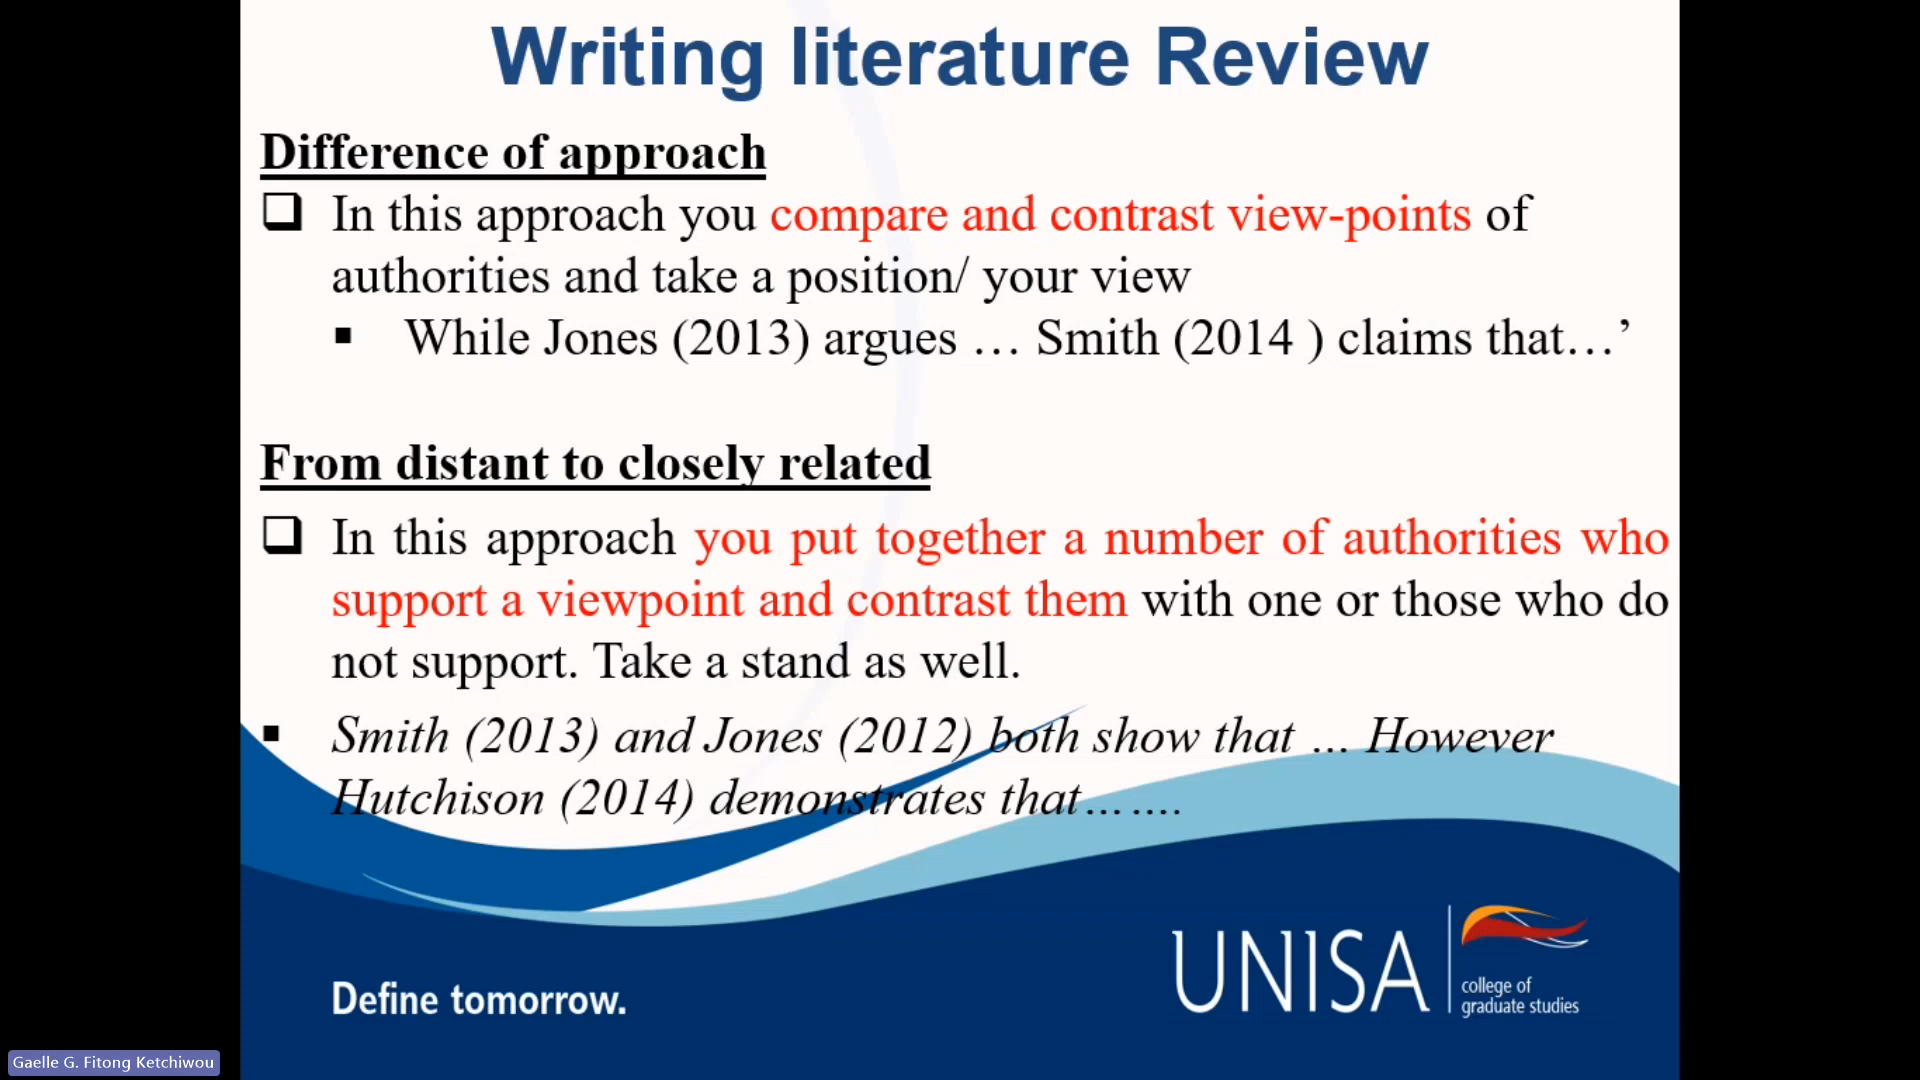 Writing literature Review
Difference of approach
❑ In this approach you compare and contrast view-points of
authorities and take a position/ your view
▪ While Jones (2013) argues … Smith (2014 ) claims that…’
From distant to closely related
❑ In this approach you put together a number of authorities who
support a viewpoint and contrast them with one or those who do
not support. Take a stand as well.
▪ Smith (2013) and Jones (2012) both show that … However
Hutchison (2014) demonstrates that…….
Define tomorrow.
UNISA
college of
graduate studies
Gaelle G. Fitong Ketchiwou